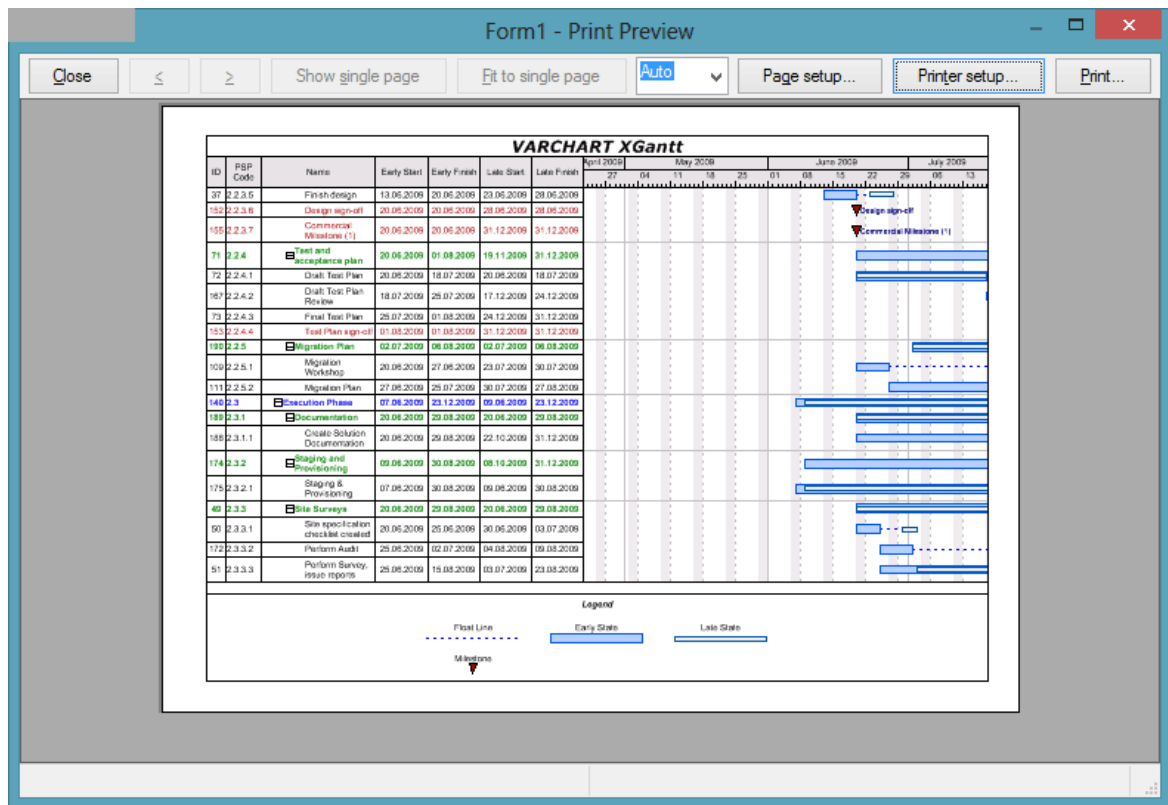 Form1 - Print Preview
Close < > Show single page Fit to single page Auto Page setup... Printer setup... Print...
VARCHART XGantt
ID PSP Code Name Early Start Early Finish Late Start Late Finish
April 2009 May 2009 June 2009 July 2009
27 04 11 18 25 01 08 15 22 29 06 13
37 2.2.3.5 Finish design 13.06.2009 20.06.2009 23.06.2009 28.06.2009
152 2.2.3.6 Design sign-off 20.06.2009 20.06.2009 28.06.2009 28.06.2009 Design sign-off
155 2.2.3.7 Commercial Milestone (1) 20.06.2009 20.06.2009 31.12.2009 31.12.2009 Commercial Milestone (1)
71 2.2.4 Test and acceptance plan 20.06.2009 01.08.2009 19.11.2009 31.12.2009
72 2.2.4.1 Draft Test Plan 20.06.2009 18.07.2009 20.06.2009 18.07.2009
167 2.2.4.2 Draft Test Plan Review 18.07.2009 25.07.2009 17.12.2009 24.12.2009
73 2.2.4.3 Final Test Plan 25.07.2009 01.08.2009 24.12.2009 31.12.2009
153 2.2.4.4 Test Plan sign-off 01.08.2009 01.08.2009 31.12.2009 31.12.2009
190 2.2.5 Migration Plan 02.07.2009 06.08.2009 02.07.2009 06.08.2009
109 2.2.5.1 Migration Workshop 20.06.2009 27.06.2009 23.07.2009 30.07.2009
111 2.2.5.2 Migration Plan 27.06.2009 25.07.2009 30.07.2009 27.08.2009
140 2.3 Execution Phase 07.06.2009 23.12.2009 09.06.2009 23.12.2009
189 2.3.1 Documentation 20.06.2009 29.08.2009 20.06.2009 29.08.2009
188 2.3.1.1 Create Solution Documentation 20.06.2009 29.08.2009 22.10.2009 31.12.2009
174 2.3.2 Staging and Provisioning 09.06.2009 30.08.2009 08.10.2009 31.12.2009
175 2.3.2.1 Staging & Provisioning 07.06.2009 30.08.2009 09.06.2009 30.08.2009
49 2.3.3 Site Surveys 20.06.2009 29.08.2009 20.06.2009 29.08.2009
50 2.3.3.1 Site specification checklist created 20.06.2009 25.06.2009 30.06.2009 03.07.2009
172 2.3.3.2 Perform Audit 25.06.2009 02.07.2009 04.08.2009 09.08.2009
51 2.3.3.3 Perform Survey, issue reports 25.06.2009 15.08.2009 03.07.2009 23.08.2009
Legend
Float Line Early State Late State
Milestone